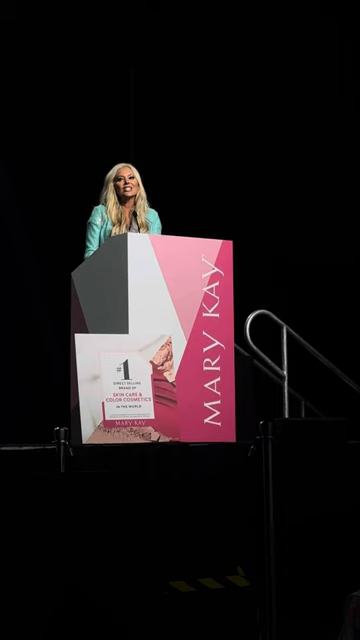 MARY KAY
#1
DIRECT SELLING
BRAND OF
SKIN CARE &
COLOR COSMETICS
IN THE WORLD
MARY KAY